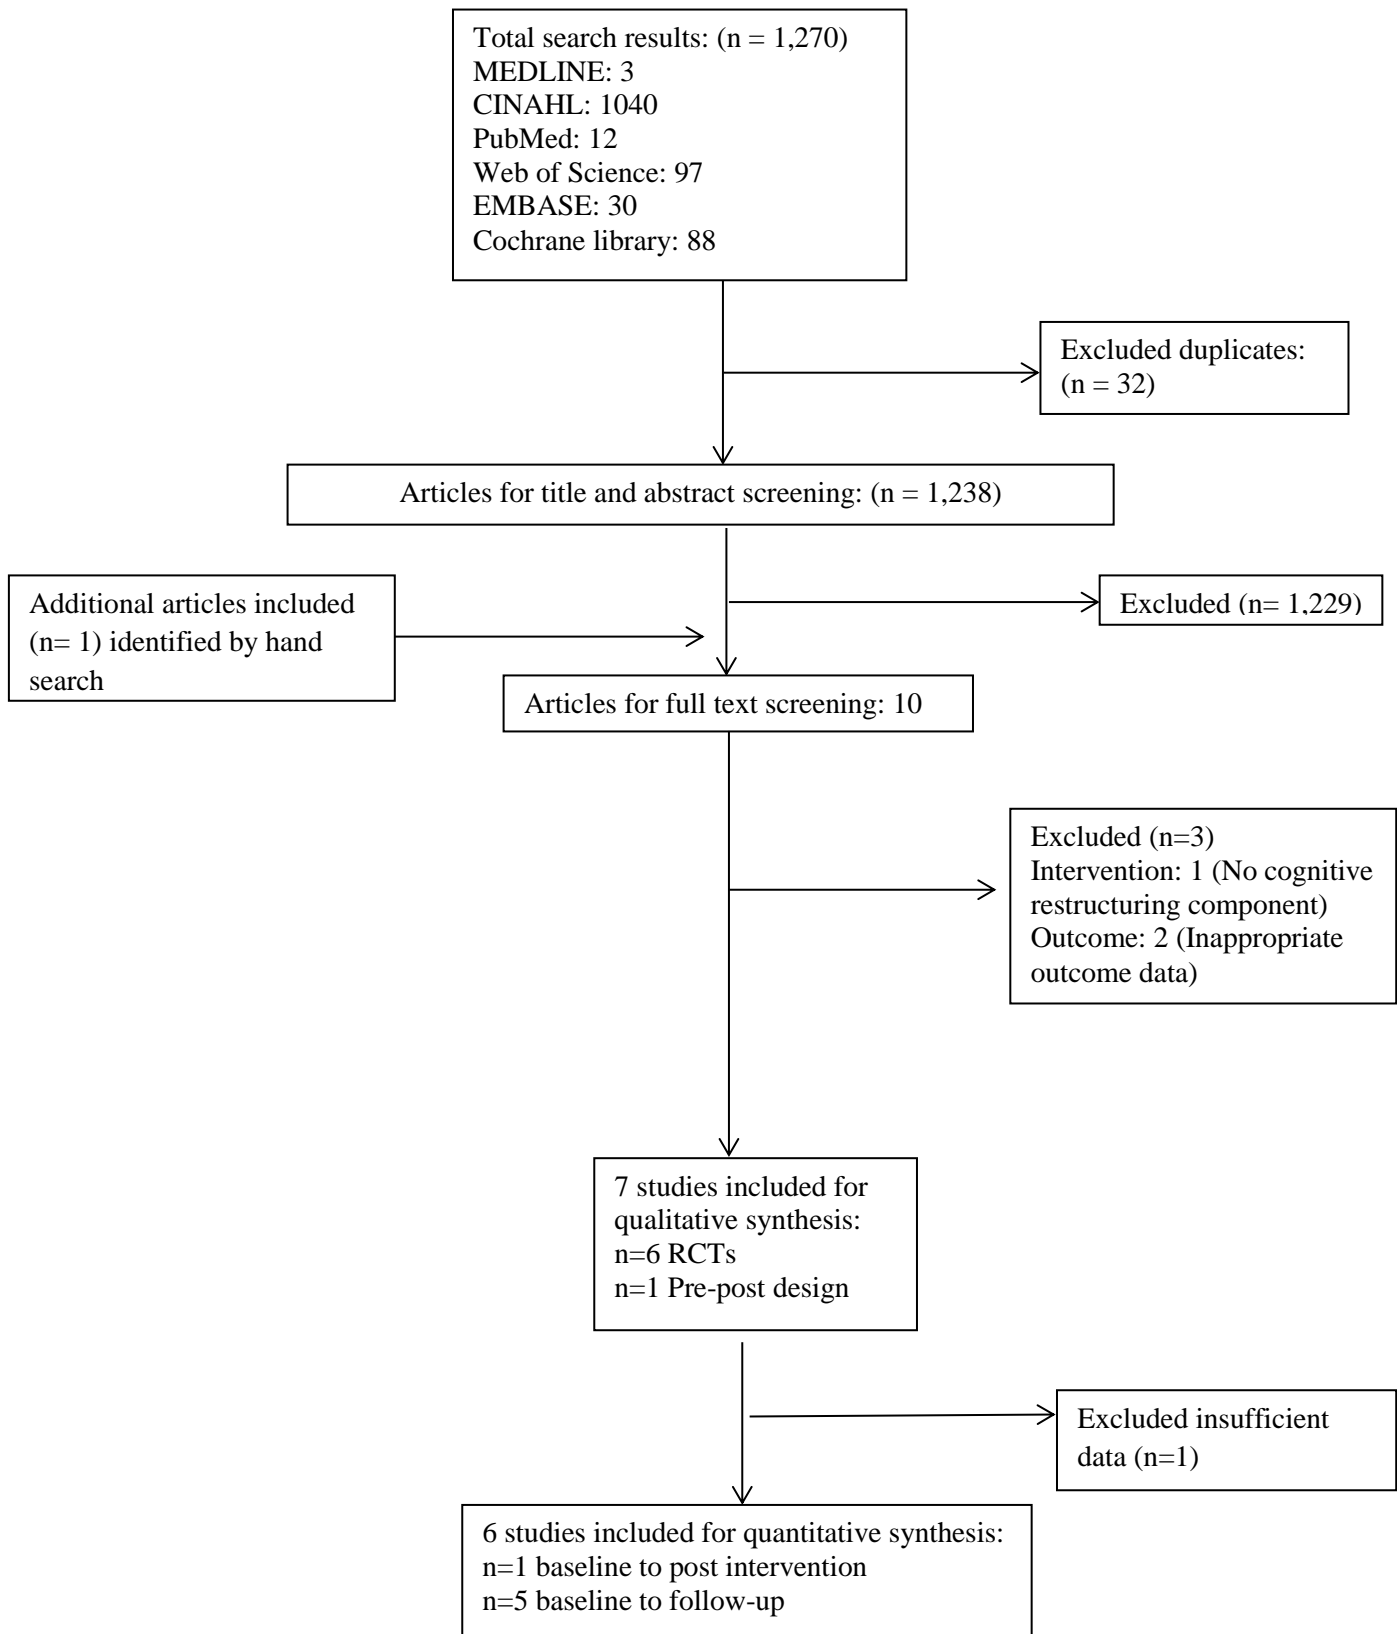 Total search results: (n = 1,270)
MEDLINE: 3
CINAHL: 1040
PubMed: 12
Web of Science: 97
EMBASE: 30
Cochrane library: 88
Excluded duplicates:
(n = 32)
Articles for title and abstract screening: (n = 1,238)
Additional articles included
(n= 1) identified by hand
search
Excluded (n= 1,229)
Articles for full text screening: 10
Excluded (n=3)
Intervention: 1 (No cognitive
restructuring component)
Outcome: 2 (Inappropriate
outcome data)
7 studies included for
qualitative synthesis:
n=6 RCTs
n=1 Pre-post design
Excluded insufficient
data (n=1)
6 studies included for quantitative synthesis:
n=1 baseline to post intervention
n=5 baseline to follow-up